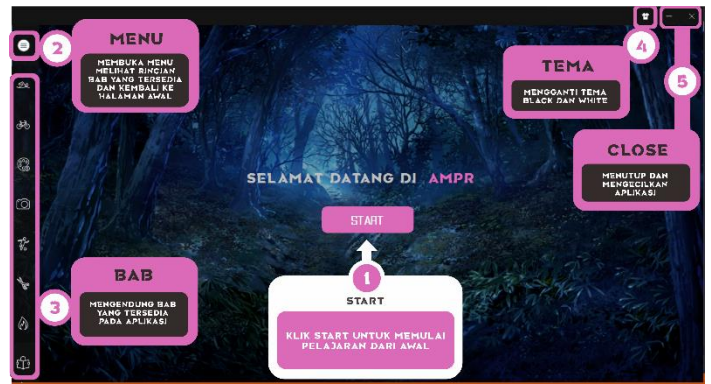 2
MENU
MEMBUKA MENU
MELIHAT RINCIAN
BAB YANG TERSEDIA
DAN KEMBALI KE
HALAMAN AWAL
4
TEMA
MENGGANTI TEMA
BLACK DAN WHITE
5
CLOSE
MENUTUP DAN
MENGECILKAN
APLIKASI
SELAMAT DATANG DI AMPR
START
1
START
KLIK START UNTUK MEMULAI
PELAJARAN DARI AWAL
3
BAB
MENGENDUNG BAB
YANG TERSEDIA
PADA APLIKASI